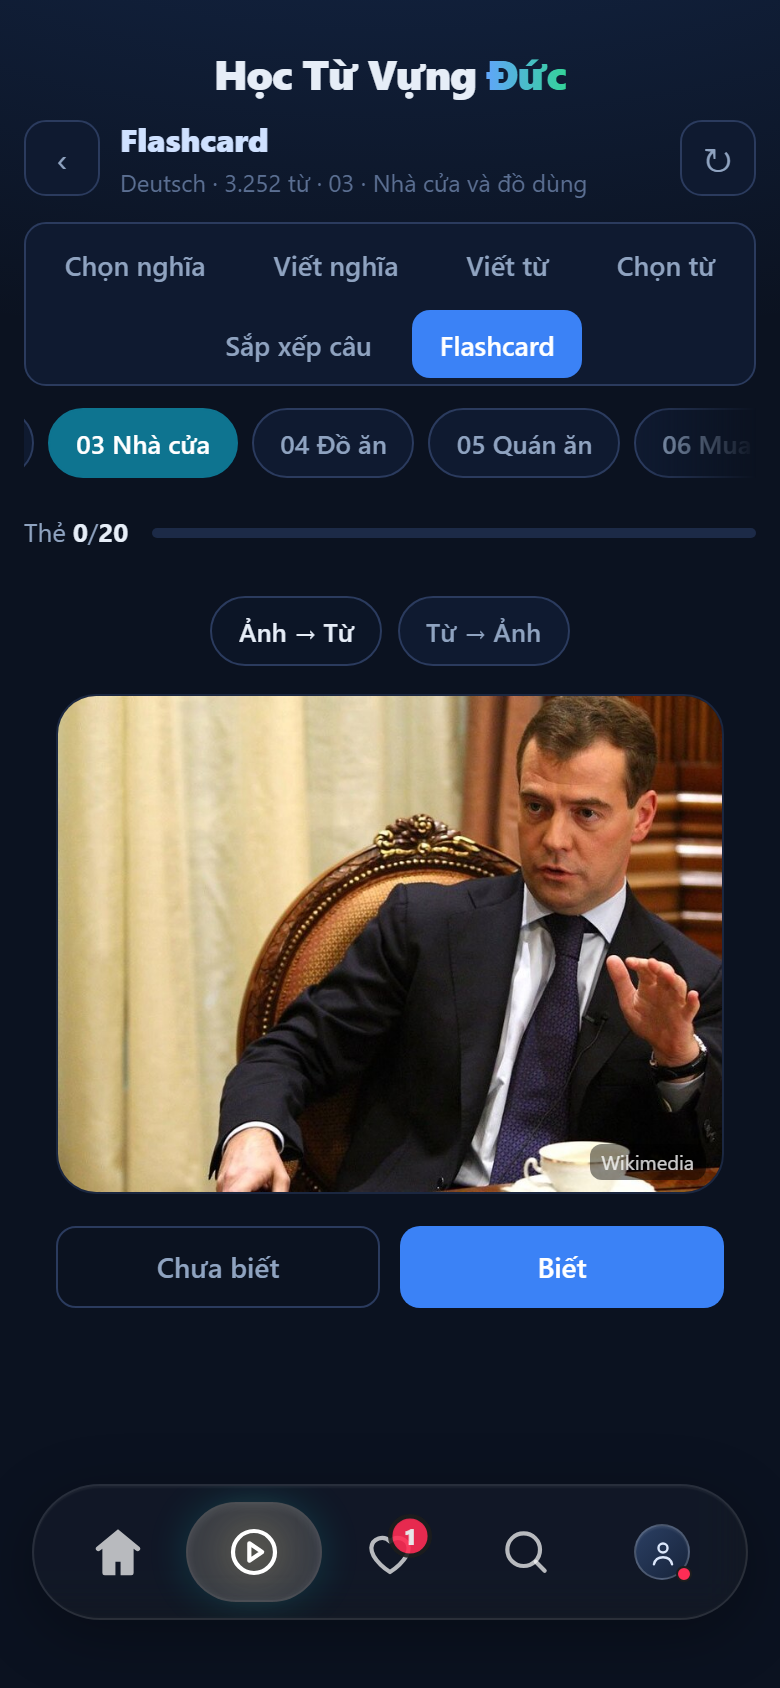 Học Từ Vựng Đức
‹ Flashcard
Deutsch · 3.252 từ · 03 · Nhà cửa và đồ dùng
Chọn nghĩa Viết nghĩa Viết từ Chọn từ
Sắp xếp câu Flashcard
03 Nhà cửa 04 Đồ ăn 05 Quán ăn 06 Mua
Thẻ 0/20
Ảnh → Từ Từ → Ảnh
Wikimedia
Chưa biết Biết
1